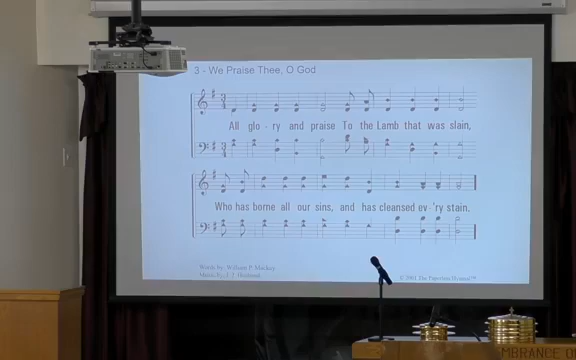 3 - We Praise Thee, O God
All glo - ry and praise To the Lamb that was slain,
Who has borne all our sins, and has cleansed ev - 'ry stain.
Words by: William P. Mackay
Music by: J. J. Husband
© 2001 The Paperless Hymnal™
MBRANCE O